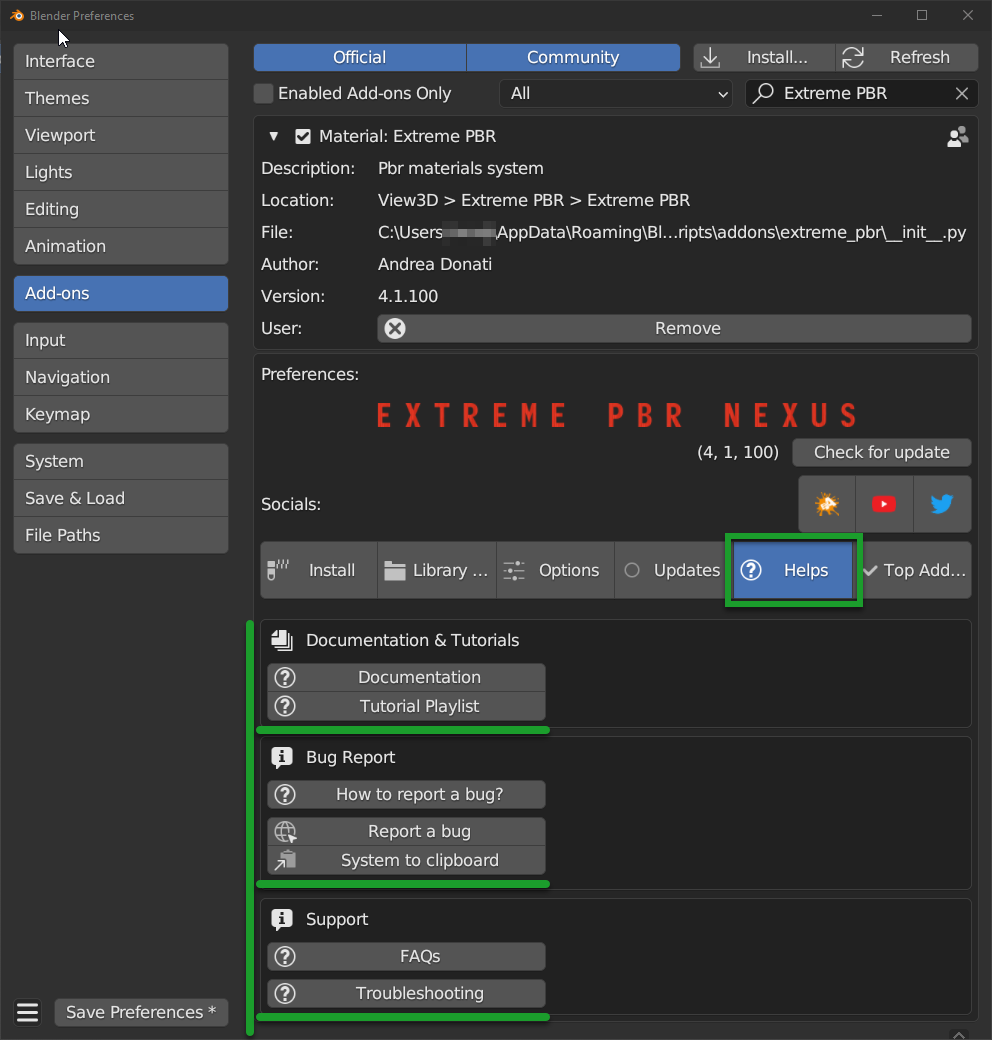 Blender Preferences
Interface
Themes
Viewport
Lights
Editing
Animation
Add-ons
Input
Navigation
Keymap
System
Save & Load
File Paths
Save Preferences *
Official Community Install... Refresh
Enabled Add-ons Only All Extreme PBR
Material: Extreme PBR
Description: Pbr materials system
Location: View3D > Extreme PBR > Extreme PBR
File: C:\Users AppData\Roaming\Bl...ripts\addons\extreme_pbr\__init__.py
Author: Andrea Donati
Version: 4.1.100
User: Remove
Preferences:
EXTREME PBR NEXUS
(4, 1, 100) Check for update
Socials:
Install Library ... Options Updates Helps Top Add...
Documentation & Tutorials
Documentation
Tutorial Playlist
Bug Report
How to report a bug?
Report a bug
System to clipboard
Support
FAQs
Troubleshooting